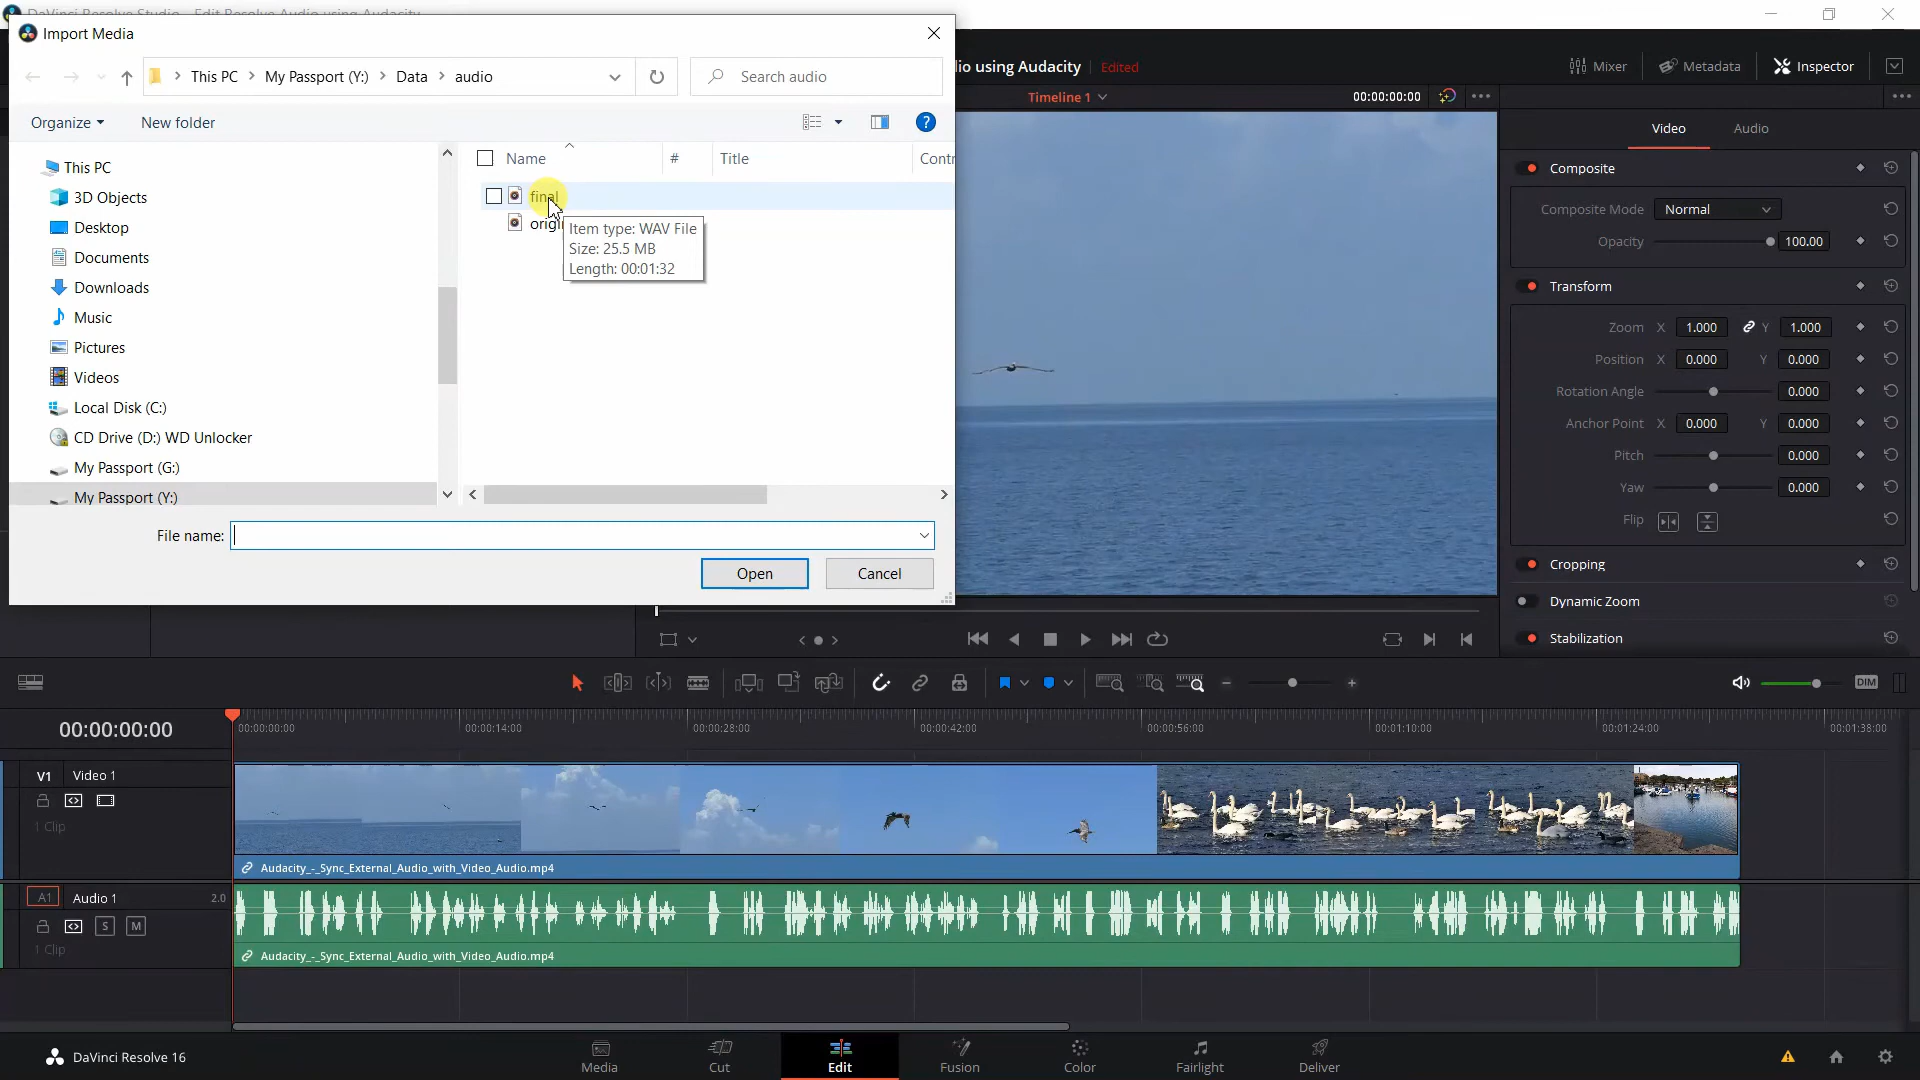 DaVinci Resolve Studio - Edit Resolve Audio using Audacity
Import Media
This PC > My Passport (Y:) > Data > audio
Search audio
Organize
New folder
This PC
3D Objects
Desktop
Documents
Downloads
Music
Pictures
Videos
Local Disk (C:)
CD Drive (D:) WD Unlocker
My Passport (G:)
My Passport (Y:)
Name
#
Title
Contr
final
Item type: WAV File
Size: 25.5 MB
Length: 00:01:32
File name:
Open
Cancel
dio using Audacity
Edited
Mixer
Metadata
Inspector
Timeline 1
00:00:00:00
Video
Audio
Composite
Composite Mode
Normal
Opacity
100.00
Transform
Zoom X 1.000 Y 1.000
Position X 0.000 Y 0.000
Rotation Angle 0.000
Anchor Point X 0.000 Y 0.000
Pitch 0.000
Yaw 0.000
Flip
Cropping
Dynamic Zoom
Stabilization
DIM
00:00:00:00
00:00:00:00
00:00:14:00
00:00:28:00
00:00:42:00
00:00:56:00
00:01:10:00
00:01:24:00
00:01:38:00
V1 Video 1
1 Clip
Audacity_-_Sync_External_Audio_with_Video_Audio.mp4
A1 Audio 1 2.0
S M
1 Clip
Audacity_-_Sync_External_Audio_with_Video_Audio.mp4
DaVinci Resolve 16
Media
Cut
Edit
Fusion
Color
Fairlight
Deliver